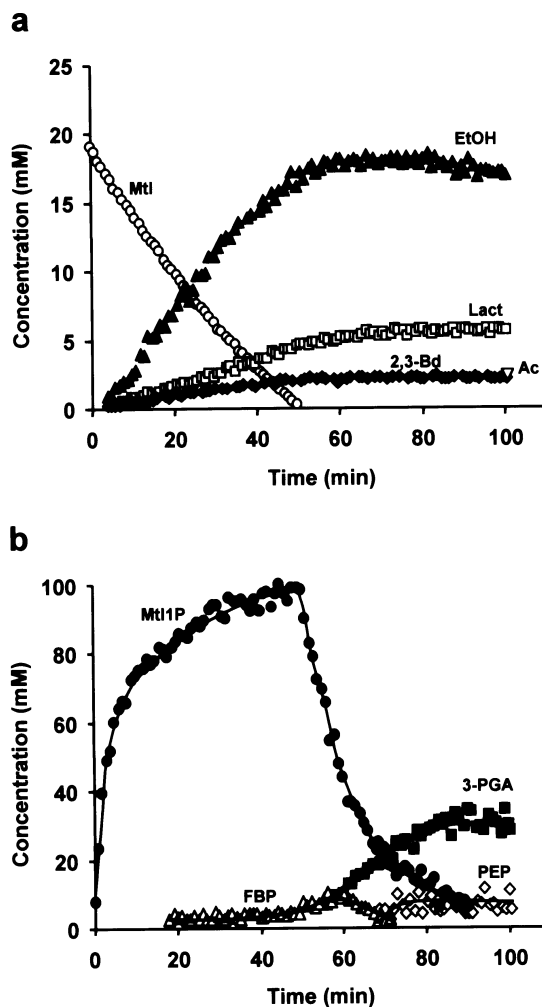 a
25
20
15
10
5
0
Concentration (mM)
Mtl
EtOH
Lact
2,3-Bd
Ac
0 20 40 60 80 100
Time (min)
b
100
80
60
40
20
0
Concentration (mM)
Mtl1P
3-PGA
FBP
PEP
0 20 40 60 80 100
Time (min)